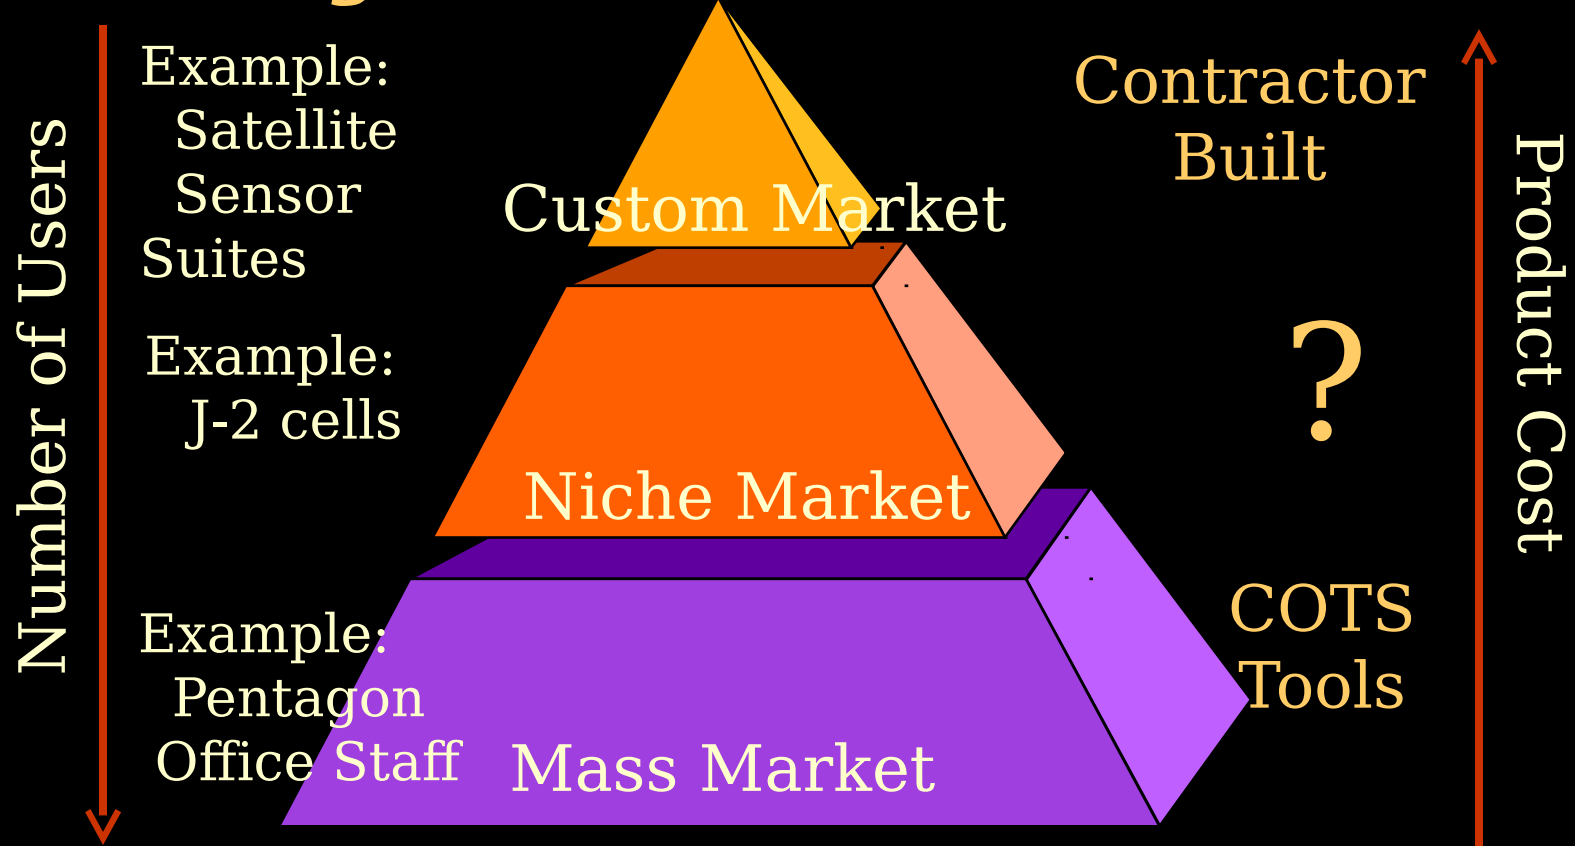 Number of Users
Example:
Satellite
Sensor
Suites
Custom Market
Contractor
Built
Product Cost
Example:
J-2 cells
Niche Market
?
Example:
Pentagon
Office Staff
Mass Market
COTS
Tools